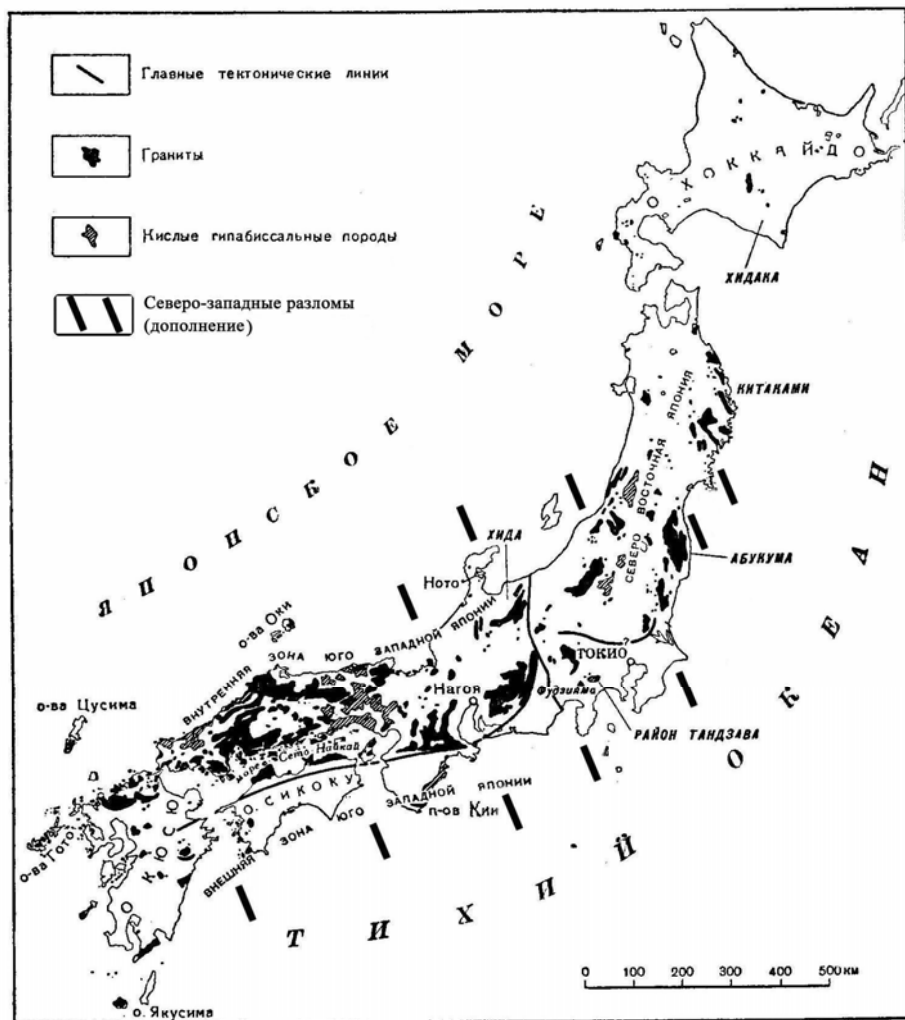 Главные тектонические линии
Граниты
Кислые гипабиссальные породы
Северо-западные разломы
(дополнение)
О ХОККАЙДО
ХИДАКА
ЯПОНСКОЕ МОРЕ
КИТАКАМИ
СЕВЕРО ВОСТОЧНАЯ ЯПОНИЯ
ХИДА
АБУКУМА
Ното
о-ва Оки
ВНУТРЕННЯЯ ЗОНА ЮГО ЗАПАДНОЙ ЯПОНИИ
?
ТОКИО
Нагоя
Фудзияма
о-ва Цусима
РАЙОН ТАНДЗАВА
море Сето Найкай
О. СИКОКУ
п-ов Кии
ВНЕШНЯЯ ЗОНА ЮГО ЗАПАДНОЙ ЯПОНИИ
о-ва Гото
О. КЮСЮ
ТИХИЙ ОКЕАН
0 100 200 300 400 500 км
о. Якусима